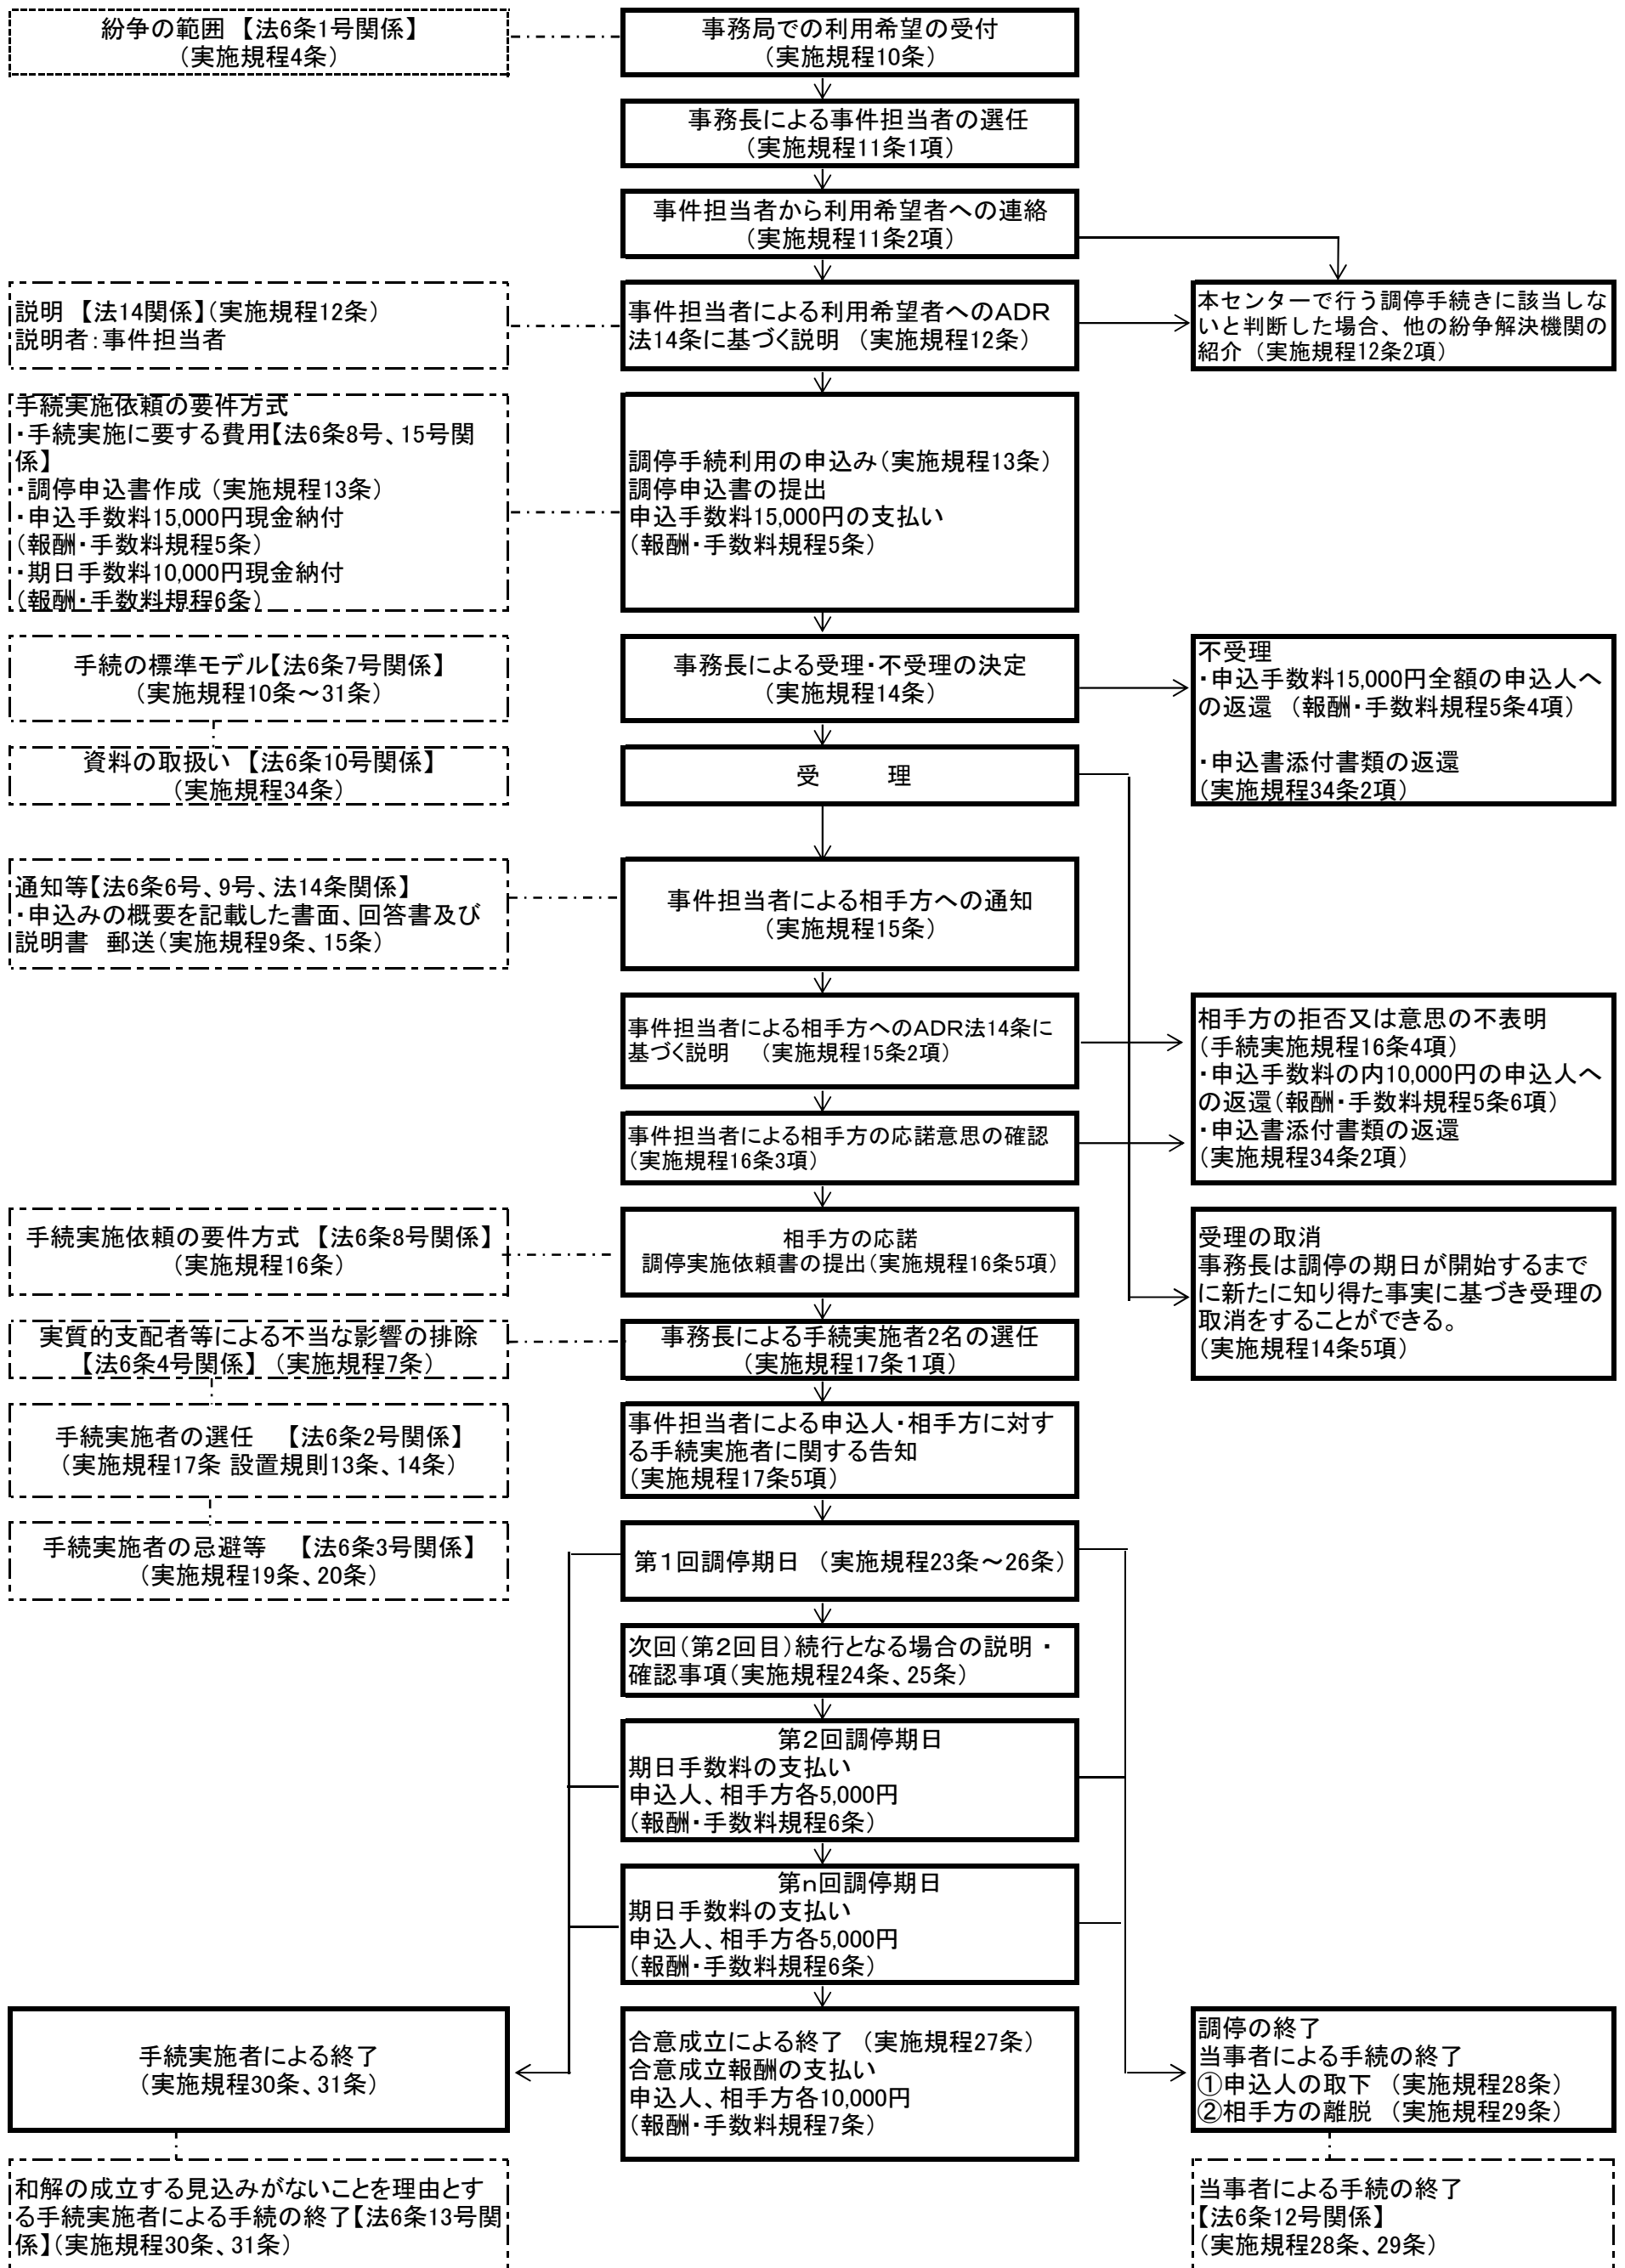 紛争の範囲 【法6条1号関係】
（実施規程4条）
事務局での利用希望の受付
（実施規程10条）
事務長による事件担当者の選任
（実施規程11条1項）
事件担当者から利用希望者への連絡
（実施規程11条2項）
説明 【法14関係】（実施規程12条）
説明者：事件担当者
事件担当者による利用希望者へのADR
法14条に基づく説明 （実施規程12条）
本センターで行う調停手続きに該当しな
いと判断した場合、他の紛争解決機関の
紹介（実施規程12条2項）
手続実施依頼の要件方式
・手続実施に要する費用【法6条8号、15号関
係】
・調停申込書作成（実施規程13条）
・申込手数料15,000円現金納付
（報酬・手数料規程5条）
・期日手数料10,000円現金納付
（報酬・手数料規程6条）
調停手続利用の申込み（実施規程13条）
調停申込書の提出
申込手数料15,000円の支払い
（報酬・手数料規程5条）
手続の標準モデル【法6条7号関係】
（実施規程10条～31条）
事務長による受理・不受理の決定
（実施規程14条）
不受理
・申込手数料15,000円全額の申込人へ
の返還 （報酬・手数料規程5条4項）
・申込書添付書類の返還
（実施規程34条2項）
資料の取扱い 【法6条10号関係】
（実施規程34条）
受　　理
通知等【法6条6号、9号、法14条関係】
・申込みの概要を記載した書面、回答書及び
説明書　郵送（実施規程9条、15条）
事件担当者による相手方への通知
（実施規程15条）
事件担当者による相手方へのADR法14条に
基づく説明　（実施規程15条2項）
相手方の拒否又は意思の不表明
（手続実施規程16条4項）
・申込手数料の内10,000円の申込人へ
の返還（報酬・手数料規程5条6項）
・申込書添付書類の返還
（実施規程34条2項）
事件担当者による相手方の応諾意思の確認
（実施規程16条3項）
手続実施依頼の要件方式 【法6条8号関係】
（実施規程16条）
相手方の応諾
調停実施依頼書の提出（実施規程16条5項）
受理の取消
事務長は調停の期日が開始するまで
に新たに知り得た事実に基づき受理の
取消をすることができる。
（実施規程14条5項）
実質的支配者等による不当な影響の排除
【法6条4号関係】 （実施規程7条）
事務長による手続実施者2名の選任
（実施規程17条１項）
手続実施者の選任　【法6条2号関係】
（実施規程17条 設置規則13条、14条）
事件担当者による申込人・相手方に対す
る手続実施者に関する告知
（実施規程17条5項）
手続実施者の忌避等　【法6条3号関係】
（実施規程19条、20条）
第１回調停期日 （実施規程23条～26条）
次回（第２回目）続行となる場合の説明・
確認事項（実施規程24条、25条）
第２回調停期日
期日手数料の支払い
申込人、相手方各5,000円
（報酬・手数料規程6条）
第ｎ回調停期日
期日手数料の支払い
申込人、相手方各5,000円
（報酬・手数料規程6条）
手続実施者による終了
（実施規程30条、31条）
合意成立による終了 （実施規程27条）
合意成立報酬の支払い
申込人、相手方各10,000円
（報酬・手数料規程7条）
調停の終了
当事者による手続の終了
①申込人の取下 （実施規程28条）
②相手方の離脱 （実施規程29条）
和解の成立する見込みがないことを理由とす
る手続実施者による手続の終了【法6条13号関
係】（実施規程30条、31条）
当事者による手続の終了
【法6条12号関係】
（実施規程28条、29条）